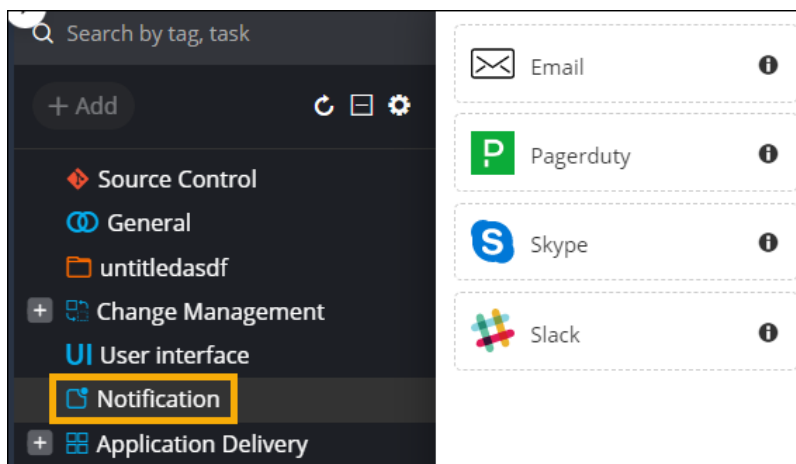 Search by tag, task
+ Add
Source Control
General
untitledasdf
Change Management
UI User interface
Notification
Application Delivery
Email
Pagerduty
Skype
Slack